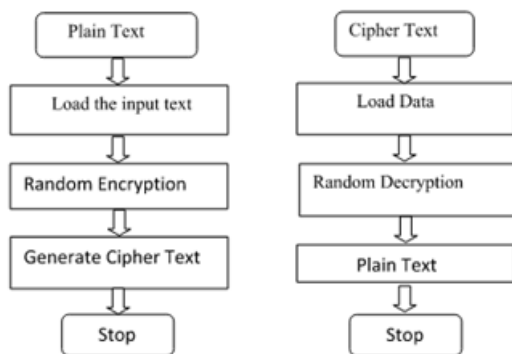 Plain Text
Load the input text
Random Encryption
Generate Cipher Text
Stop
Cipher Text
Load Data
Random Decryption
Plain Text
Stop